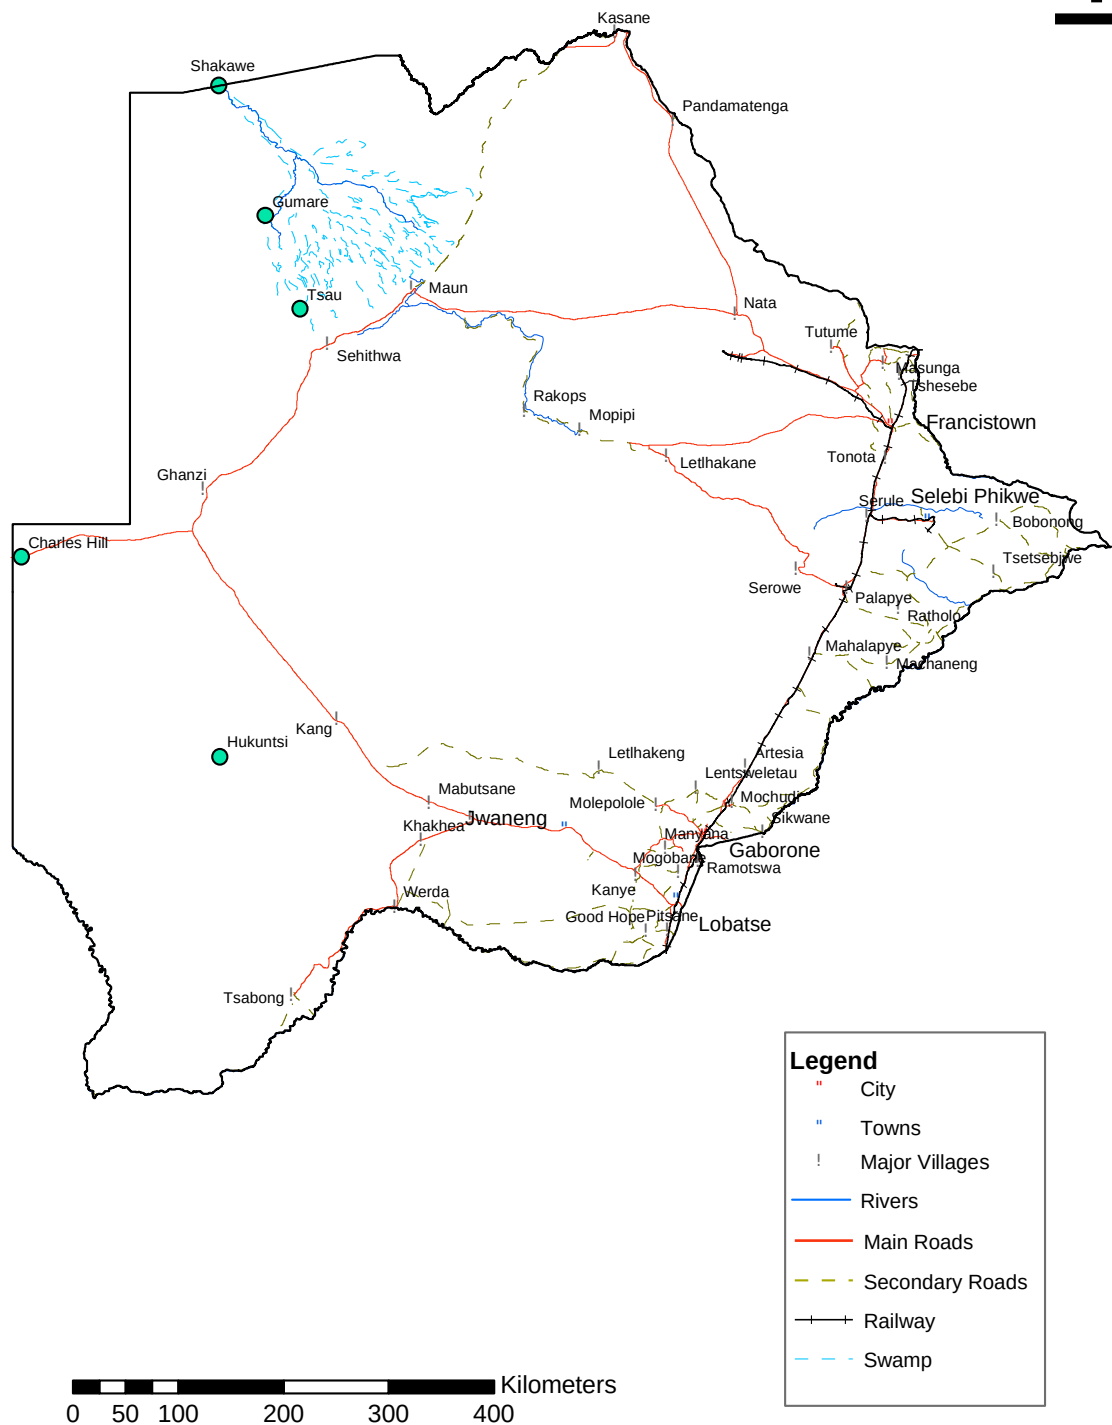 Kasane
Shakawe
Pandamatenga
Gumare
Maun
Tsau
Nata
Tutume
Sehithwa
Masunga
Tshesebe
Rakops
Mopipi
Francistown
Letlhakane
Tonota
Ghanzi
Selebi Phikwe
Serule
Bobonong
Charles Hill
Tsetsebjwe
Serowe
Palapye
Ratholo
Mahalapye
Machaneng
Kang
Hukuntsi
Letlhakeng
Artesia
Lentsweletau
Mabutsane
Molepolole
Mochudi
Jwaneng
Sikwane
Khakhea
Manyana
Gaborone
Mogobane
Ramotswa
Werda
Kanye
Good Hope
Pitsane
Lobatse
Tsabong
Legend
City
Towns
Major Villages
Rivers
Main Roads
Secondary Roads
Railway
Swamp
Kilometers
0 50 100 200 300 400